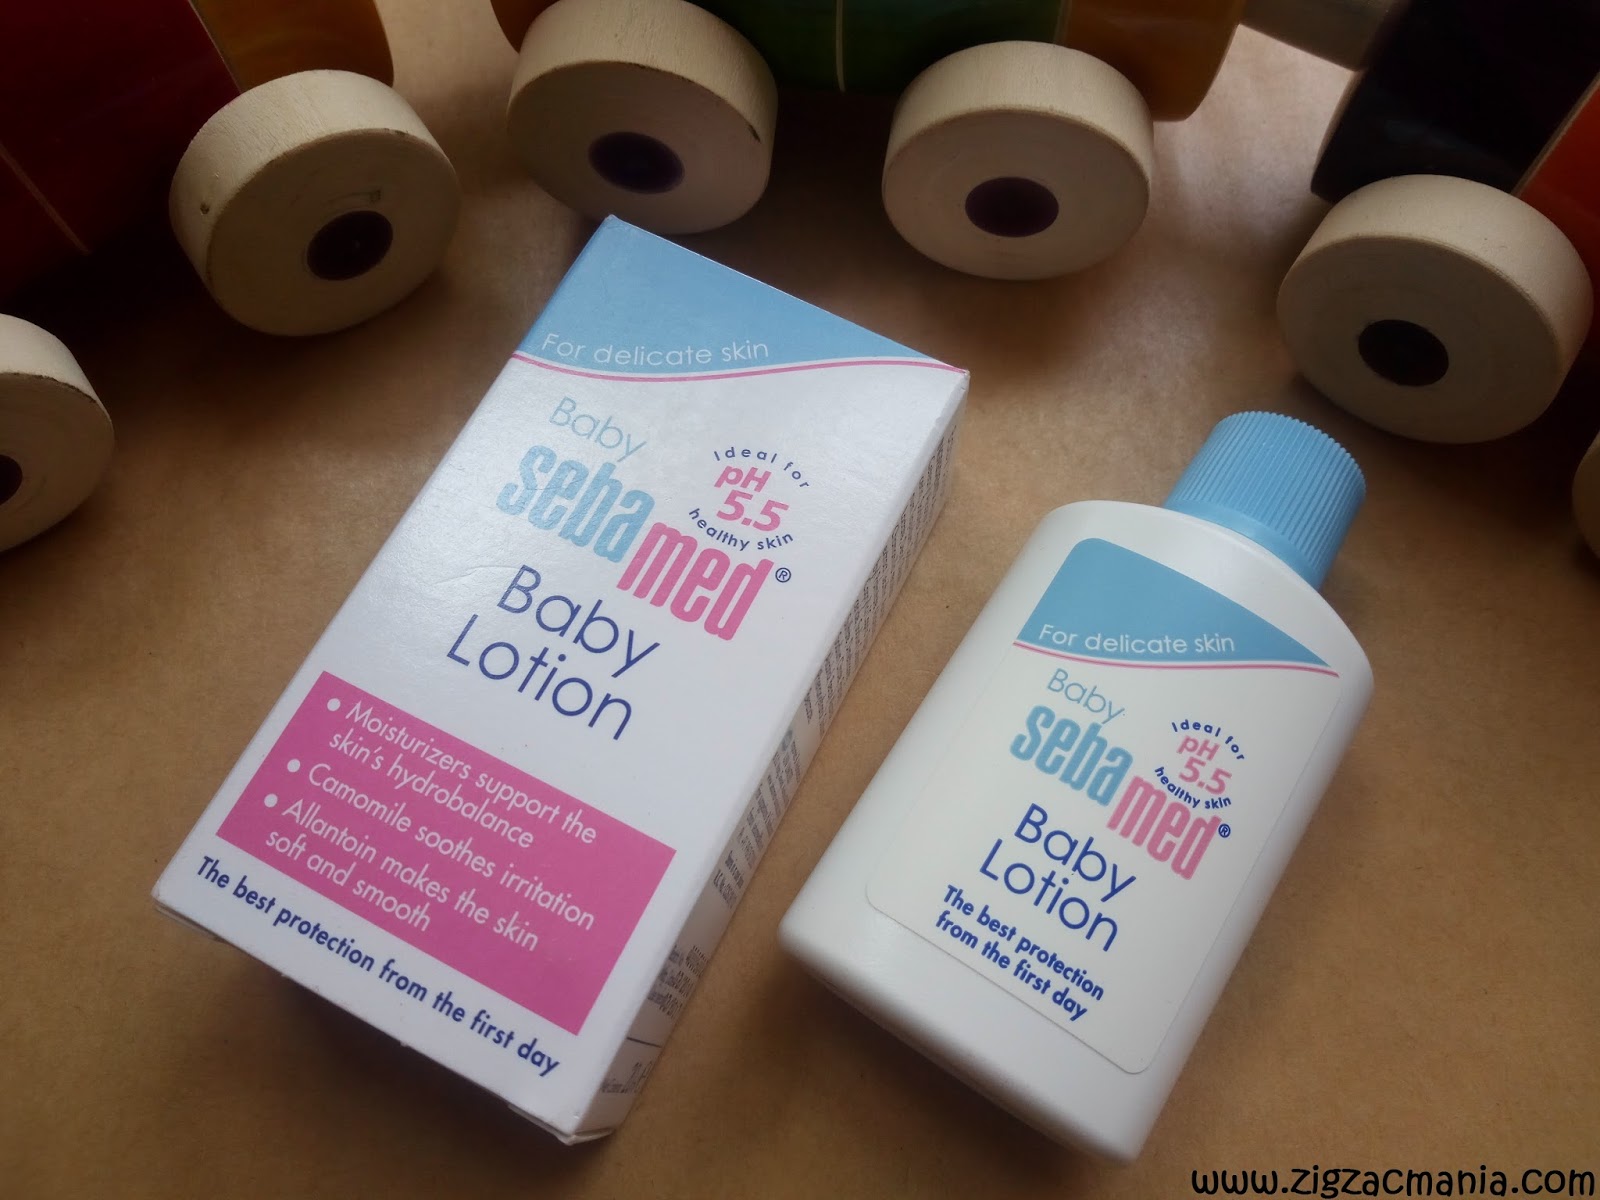 For delicate skin
Baby
sebamed®
Ideal for
pH
5.5
healthy skin
Baby
Lotion
• Moisturizers support the
skin's hydrobalance
• Camomile soothes irritation
• Allantoin makes the skin
soft and smooth
The best protection from the first day
For delicate skin
Baby
sebamed®
Ideal for
pH
5.5
healthy skin
Baby
Lotion
The best protection
from the first day
www.zigzacmania.com